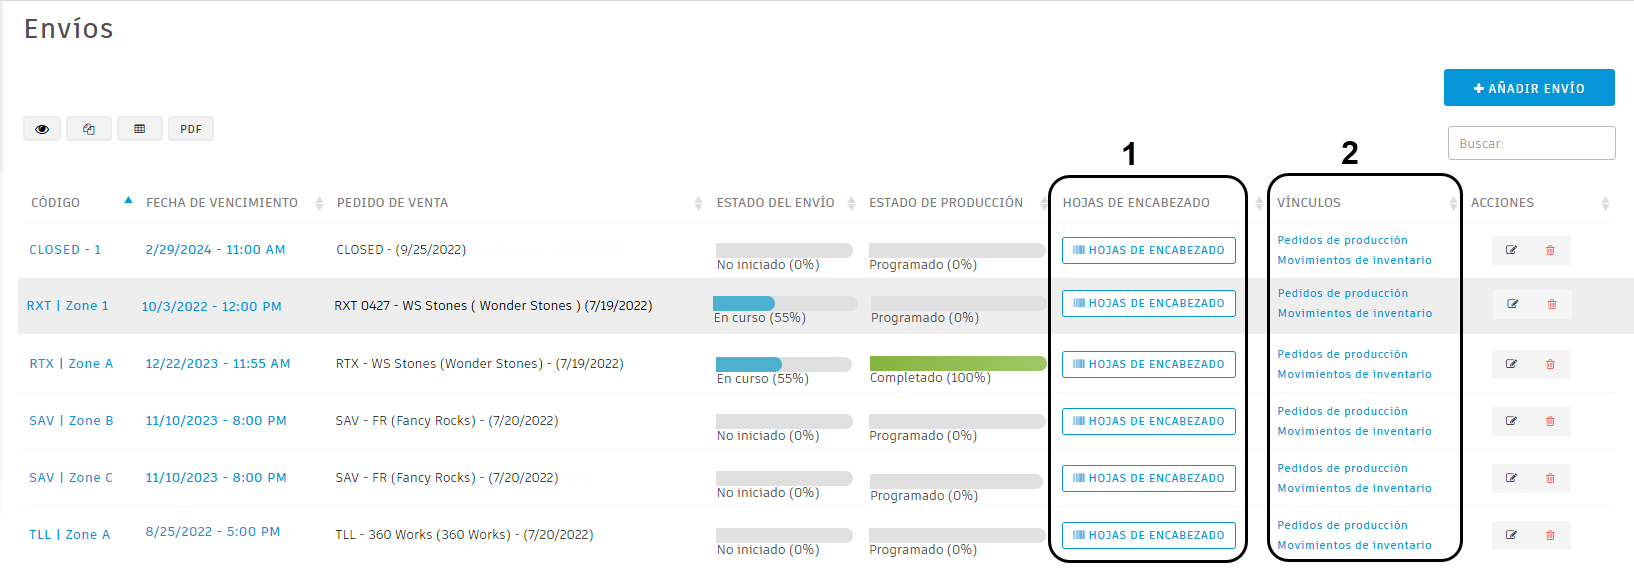 Envíos
AÑADIR ENVÍO
PDF
Buscar:
1 2
CÓDIGO FECHA DE VENCIMIENTO PEDIDO DE VENTA ESTADO DEL ENVÍO ESTADO DE PRODUCCIÓN HOJAS DE ENCABEZADO VÍNCULOS ACCIONES
CLOSED - 1 2/29/2024 - 11:00 AM CLOSED - (9/25/2022) No iniciado (0%) Programado (0%) HOJAS DE ENCABEZADO Pedidos de producción
Movimientos de inventario
RXT | Zone 1 10/3/2022 - 12:00 PM RXT 0427 - WS Stones ( Wonder Stones ) (7/19/2022) En curso (55%) Programado (0%) HOJAS DE ENCABEZADO Pedidos de producción
Movimientos de inventario
RTX | Zone A 12/22/2023 - 11:55 AM RTX - WS Stones (Wonder Stones) - (7/19/2022) En curso (55%) Completado (100%) HOJAS DE ENCABEZADO Pedidos de producción
Movimientos de inventario
SAV | Zone B 11/10/2023 - 8:00 PM SAV - FR (Fancy Rocks) - (7/20/2022) No iniciado (0%) Programado (0%) HOJAS DE ENCABEZADO Pedidos de producción
Movimientos de inventario
SAV | Zone C 11/10/2023 - 8:00 PM SAV - FR (Fancy Rocks) - (7/20/2022) No iniciado (0%) Programado (0%) HOJAS DE ENCABEZADO Pedidos de producción
Movimientos de inventario
TLL | Zone A 8/25/2022 - 5:00 PM TLL - 360 Works (360 Works) - (7/20/2022) No iniciado (0%) Programado (0%) HOJAS DE ENCABEZADO Pedidos de producción
Movimientos de inventario